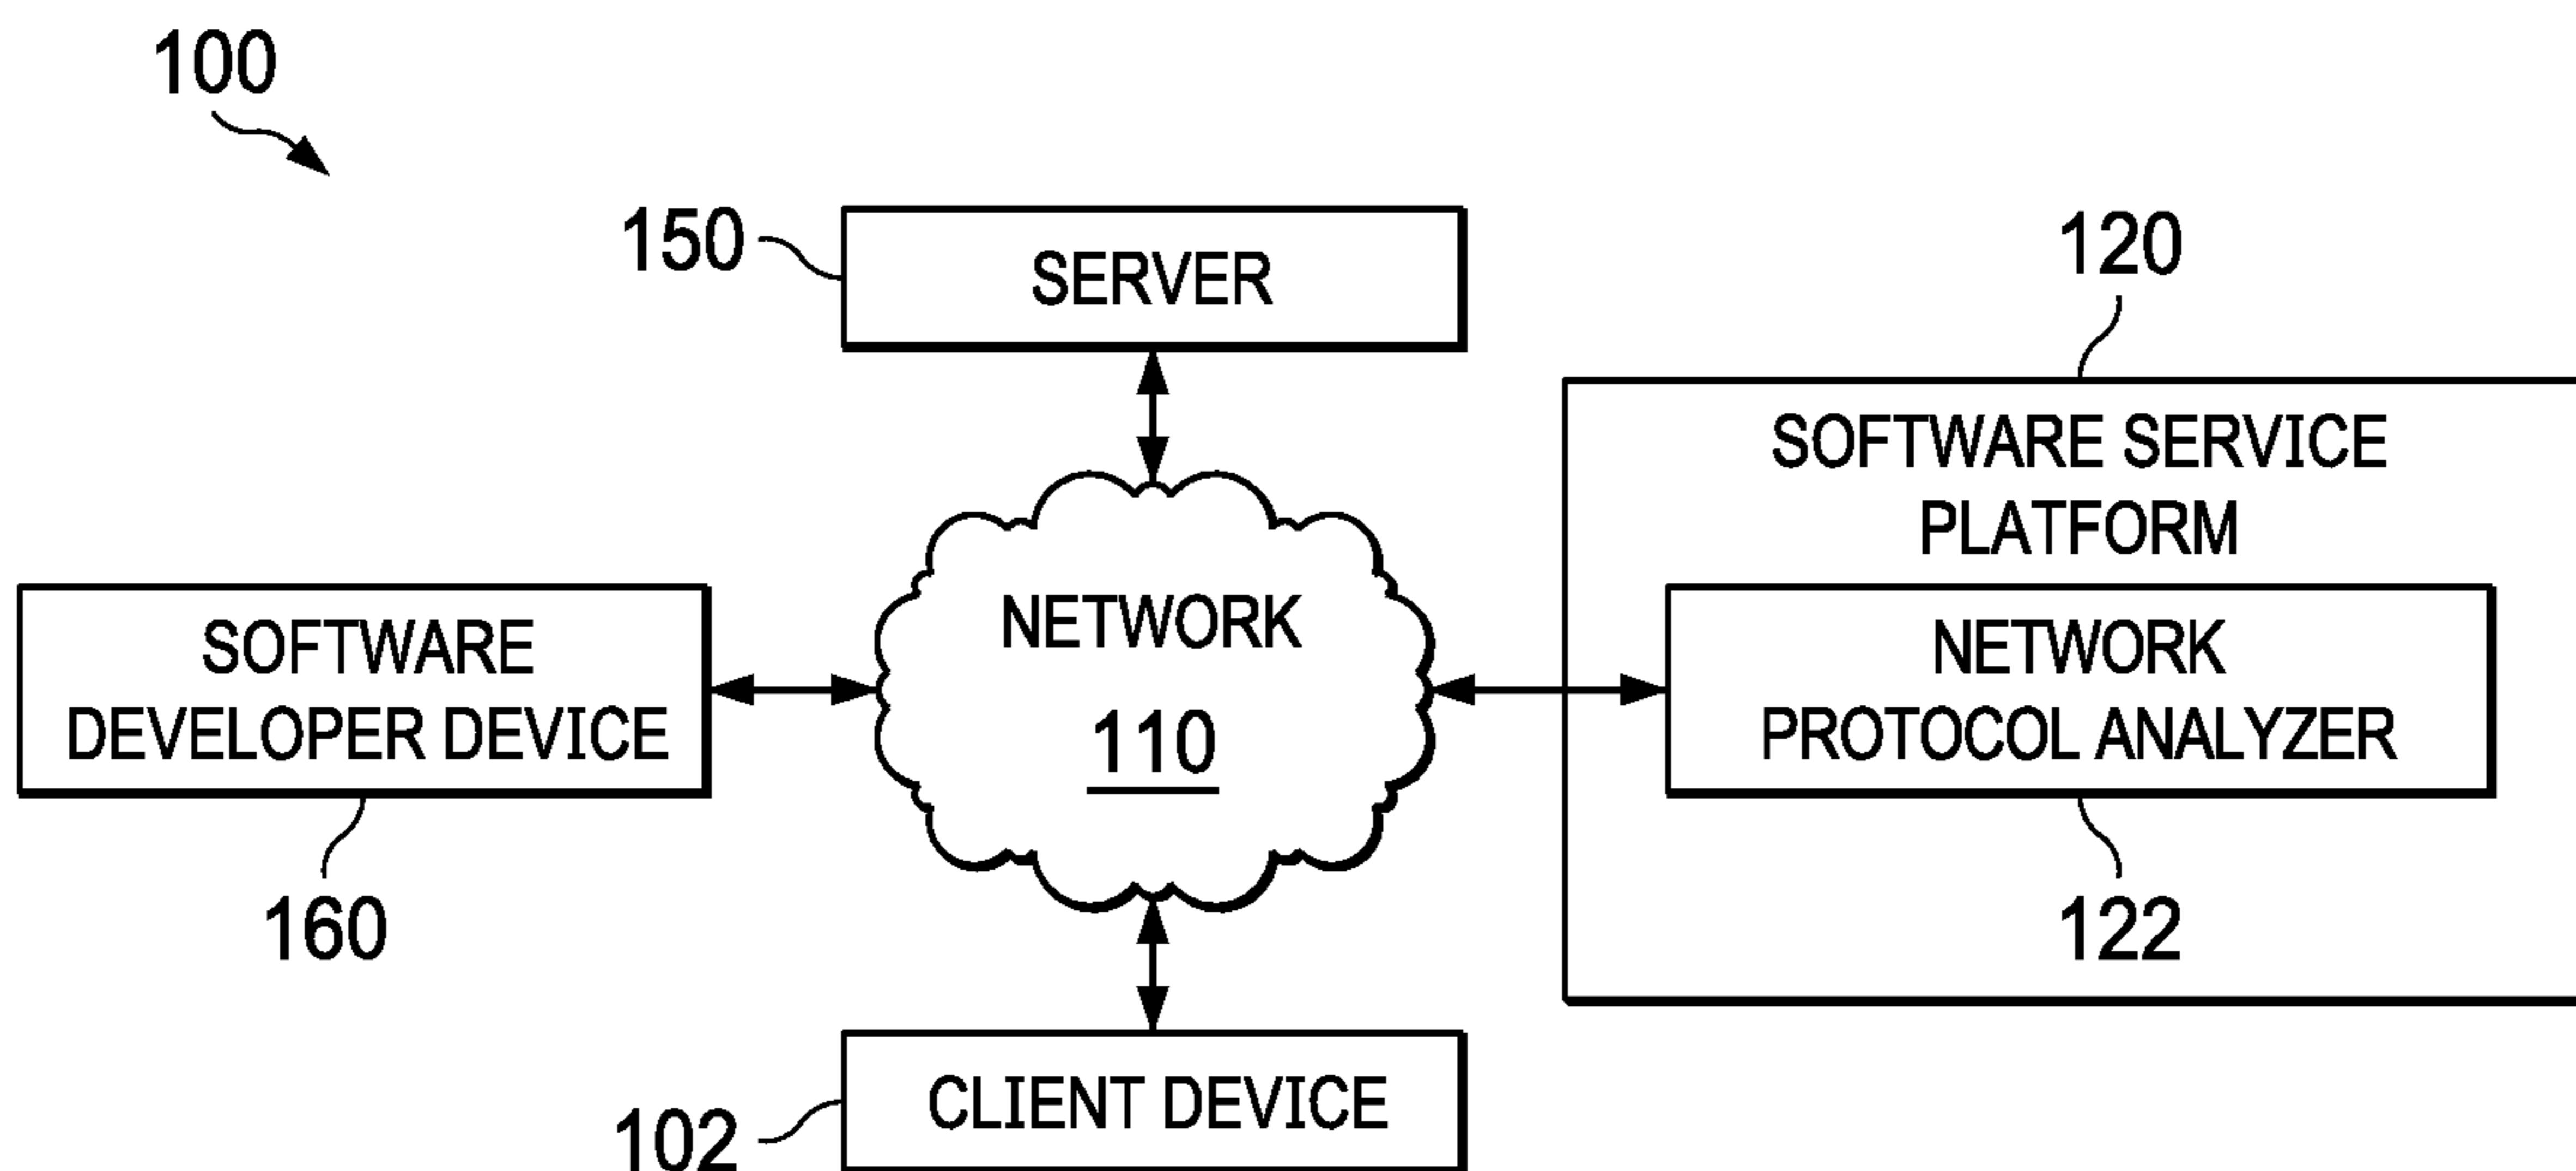 100
150
SERVER
120
SOFTWARE SERVICE
PLATFORM
NETWORK
110
SOFTWARE
DEVELOPER DEVICE
160
NETWORK
PROTOCOL ANALYZER
122
CLIENT DEVICE
102